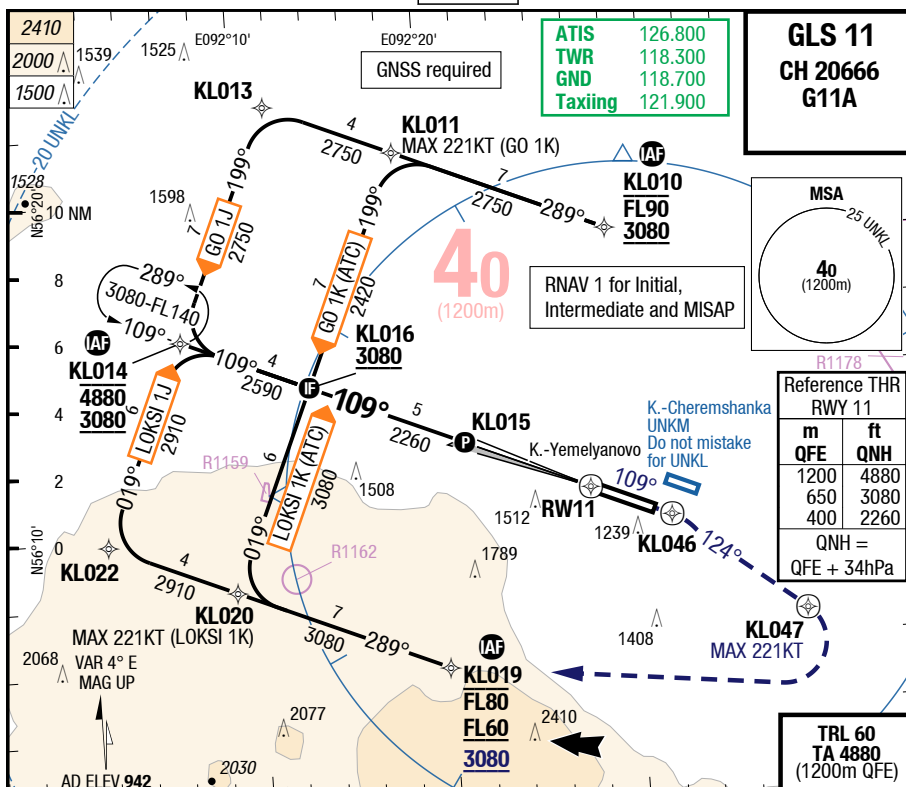 2410
2000
1500
1539
1525
E092°10'
E092°20'
GNSS required
ATIS 126.800
TWR 118.300
GND 118.700
Taxiing 121.900
GLS 11
CH 20666
G11A
20 UNKL
KL013
4
2750
KL011
MAX 221KT (GO 1K)
7
2750
289°
IAF
KL010
FL90
3080
1528
N56°20'
10 NM
1598
199°
7
GO 1J
2750
199°
7
GO 1K (ATC)
2420
40
(1200m)
MSA
25 UNKL
40
(1200m)
RNAV 1 for Initial,
Intermediate and MISAP
8
289°
3080-FL140
109°
6
IAF
KL014
4880
3080
109°
4
2590
KL016
3080
IF
109°
5
2260
KL015
P
R1178
Reference THR
RWY 11
m ft
QFE QNH
1200 4880
650 3080
400 2260
QNH =
QFE + 34hPa
K.-Cheremshanka
UNKM
Do not mistake
for UNKL
K.-Yemelyanovo
109°
4
6
LOKSI 1J
2910
019°
R1159
6
LOKSI 1K (ATC)
3080
019°
1508
2
1512
RW11
1239
KL046
124°
N56°10'
0
KL022
R1162
1789
4
2910
KL020
7
3080
289°
MAX 221KT (LOKSI 1K)
1408
KL047
MAX 221KT
2068
VAR 4° E
MAG UP
IAF
KL019
FL80
FL60
3080
2077
2410
2030
AD ELEV 942
TRL 60
TA 4880
(1200m QFE)